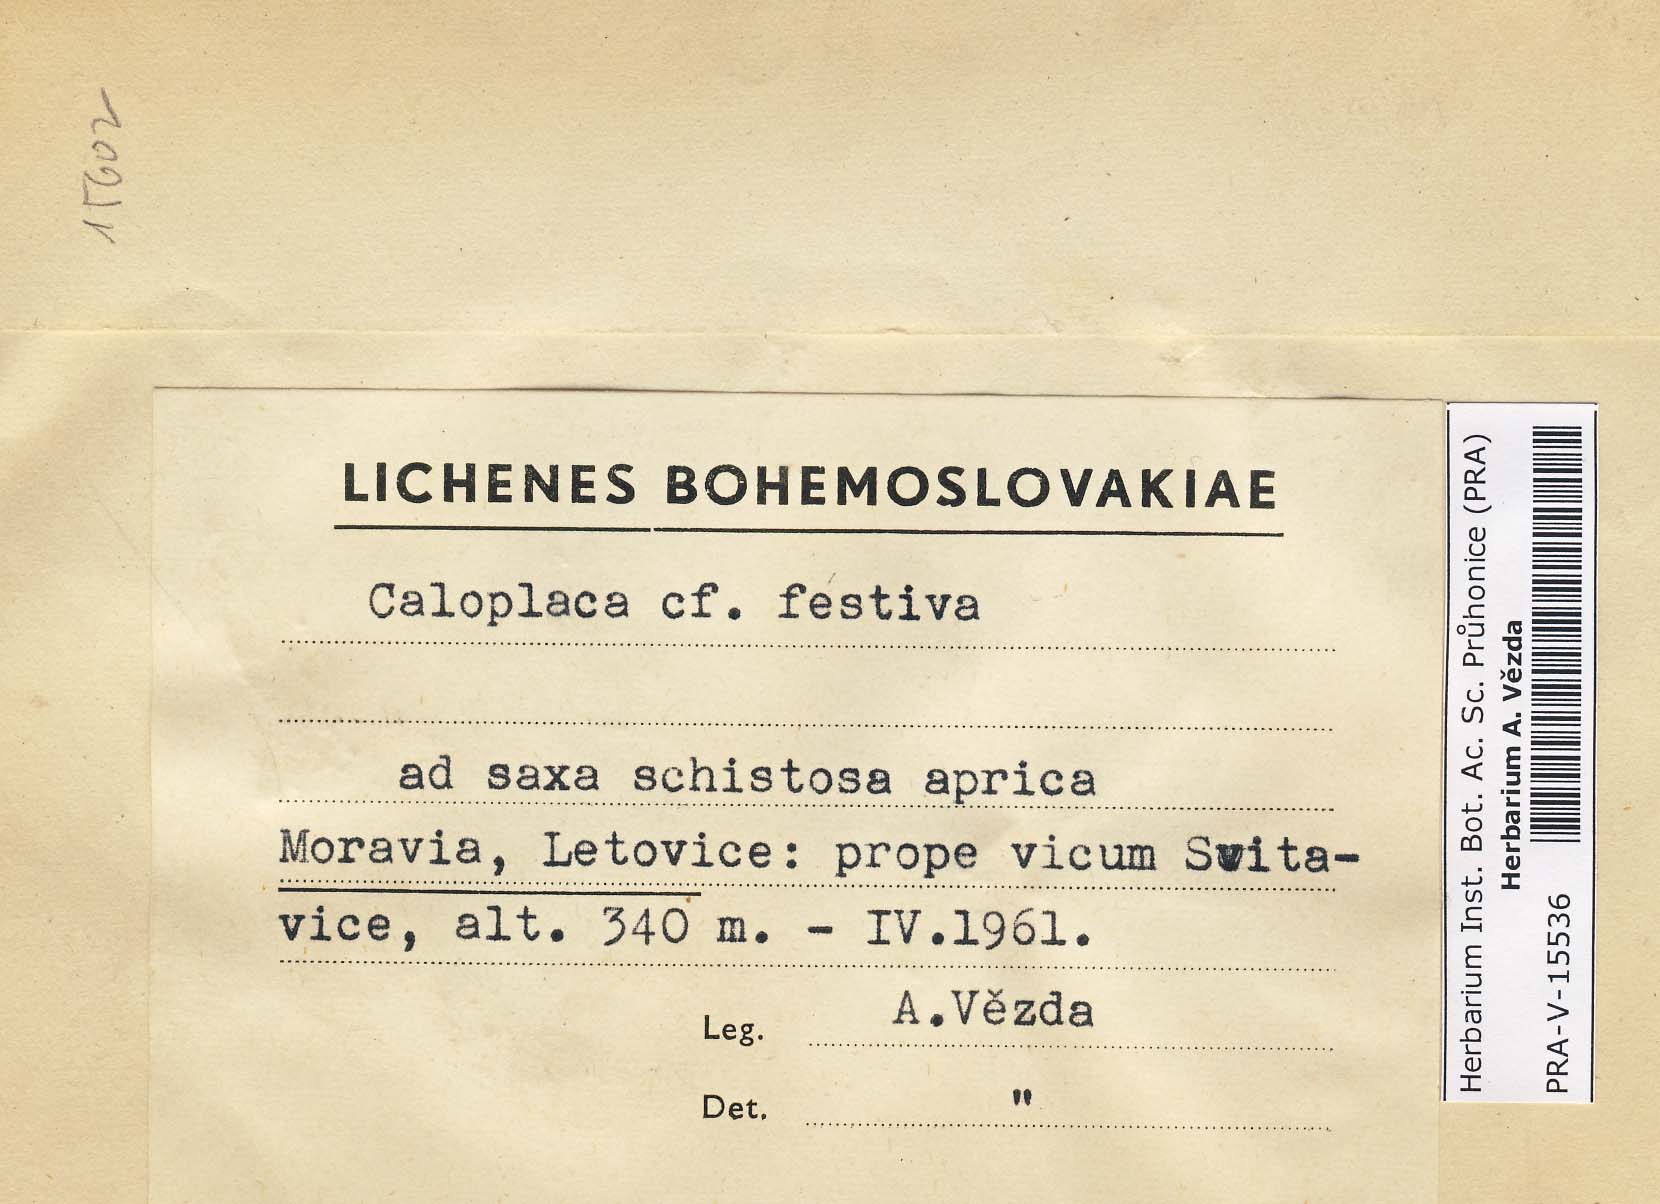 15602
LICHENES BOHEMOSLOVAKIAE
Caloplaca cf. festiva
ad saxa schistosa aprica
Moravia, Letovice: prope vicum Svita-
vice, alt. 340 m. - IV.1961.
Leg. A.Vězda
Det. "
Herbarium Inst. Bot. Ac. Sc. Průhonice (PRA)
Herbarium A. Vězda
PRA-V-15536